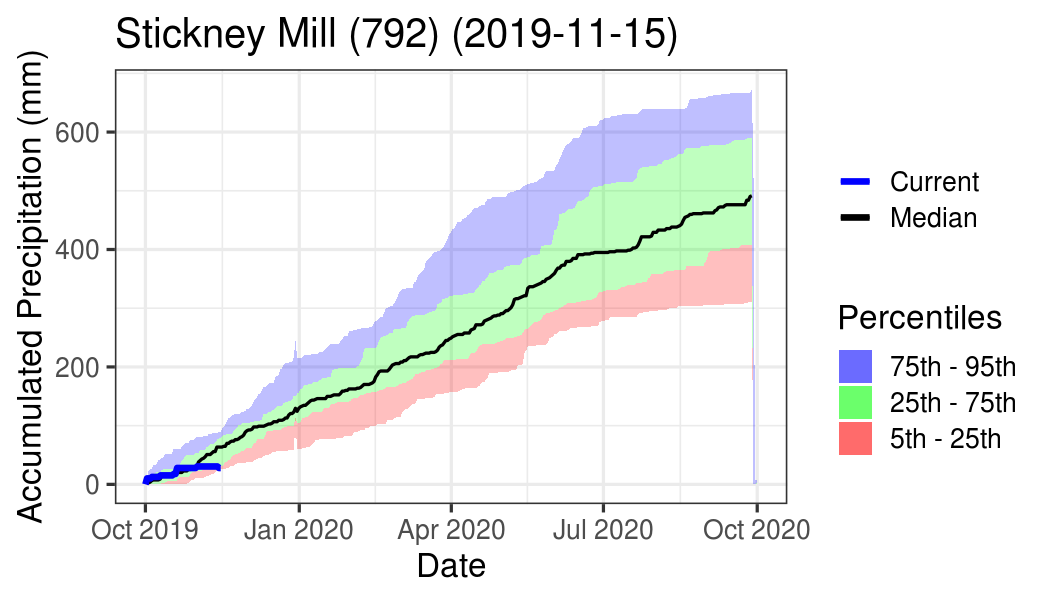 Stickney Mill (792) (2019-11-15)
Accumulated Precipitation (mm)
600
400
200
0
Oct 2019
Jan 2020
Apr 2020
Jul 2020
Oct 2020
Date
Current
Median
Percentiles
75th - 95th
25th - 75th
5th - 25th